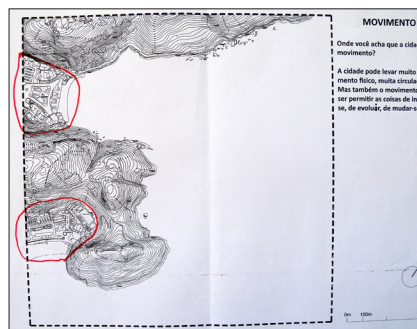 MOVIMENTO
Onde você acha que a cida
movimento?
A cidade pode levar muito
mento físico, muita circula
Mas também o movimento
ser permitir as coisas de in
se, de evoluir, de mudar-s
0m 100m